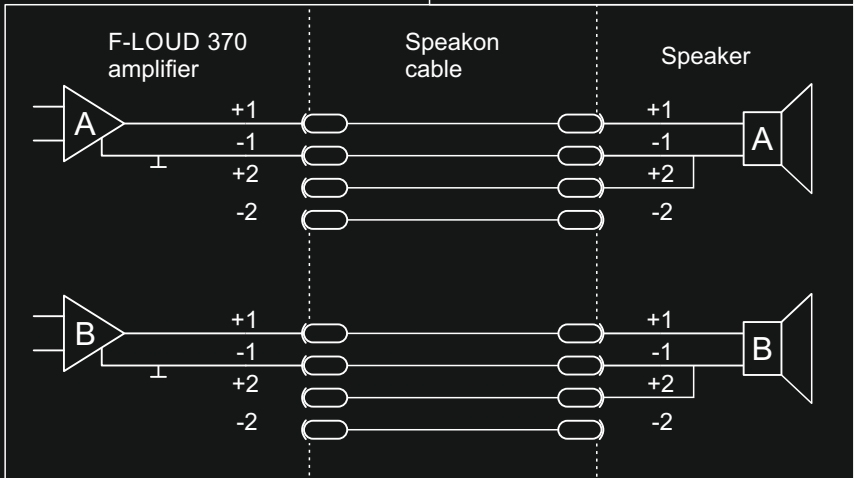 F-LOUD 370
amplifier
Speakon
cable
Speaker
A
+1
-1
+2
-2
+1
-1
+2
-2
A
B
+1
-1
+2
-2
+1
-1
+2
-2
B